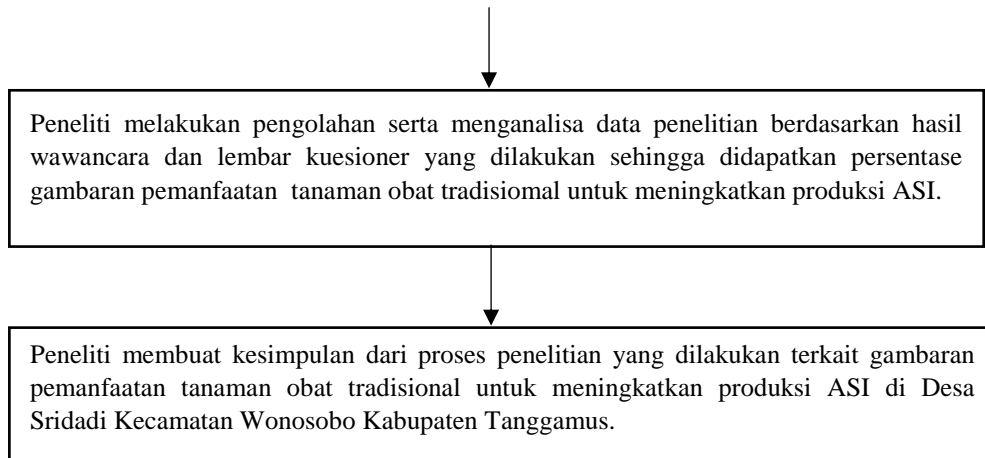 Peneliti melakukan pengolahan serta menganalisa data penelitian berdasarkan hasil
wawancara dan lembar kuesioner yang dilakukan sehingga didapatkan persentase
gambaran pemanfaatan tanaman obat tradisiomal untuk meningkatkan produksi ASI.
Peneliti membuat kesimpulan dari proses penelitian yang dilakukan terkait gambaran
pemanfaatan tanaman obat tradisional untuk meningkatkan produksi ASI di Desa
Sridadi Kecamatan Wonosobo Kabupaten Tanggamus.